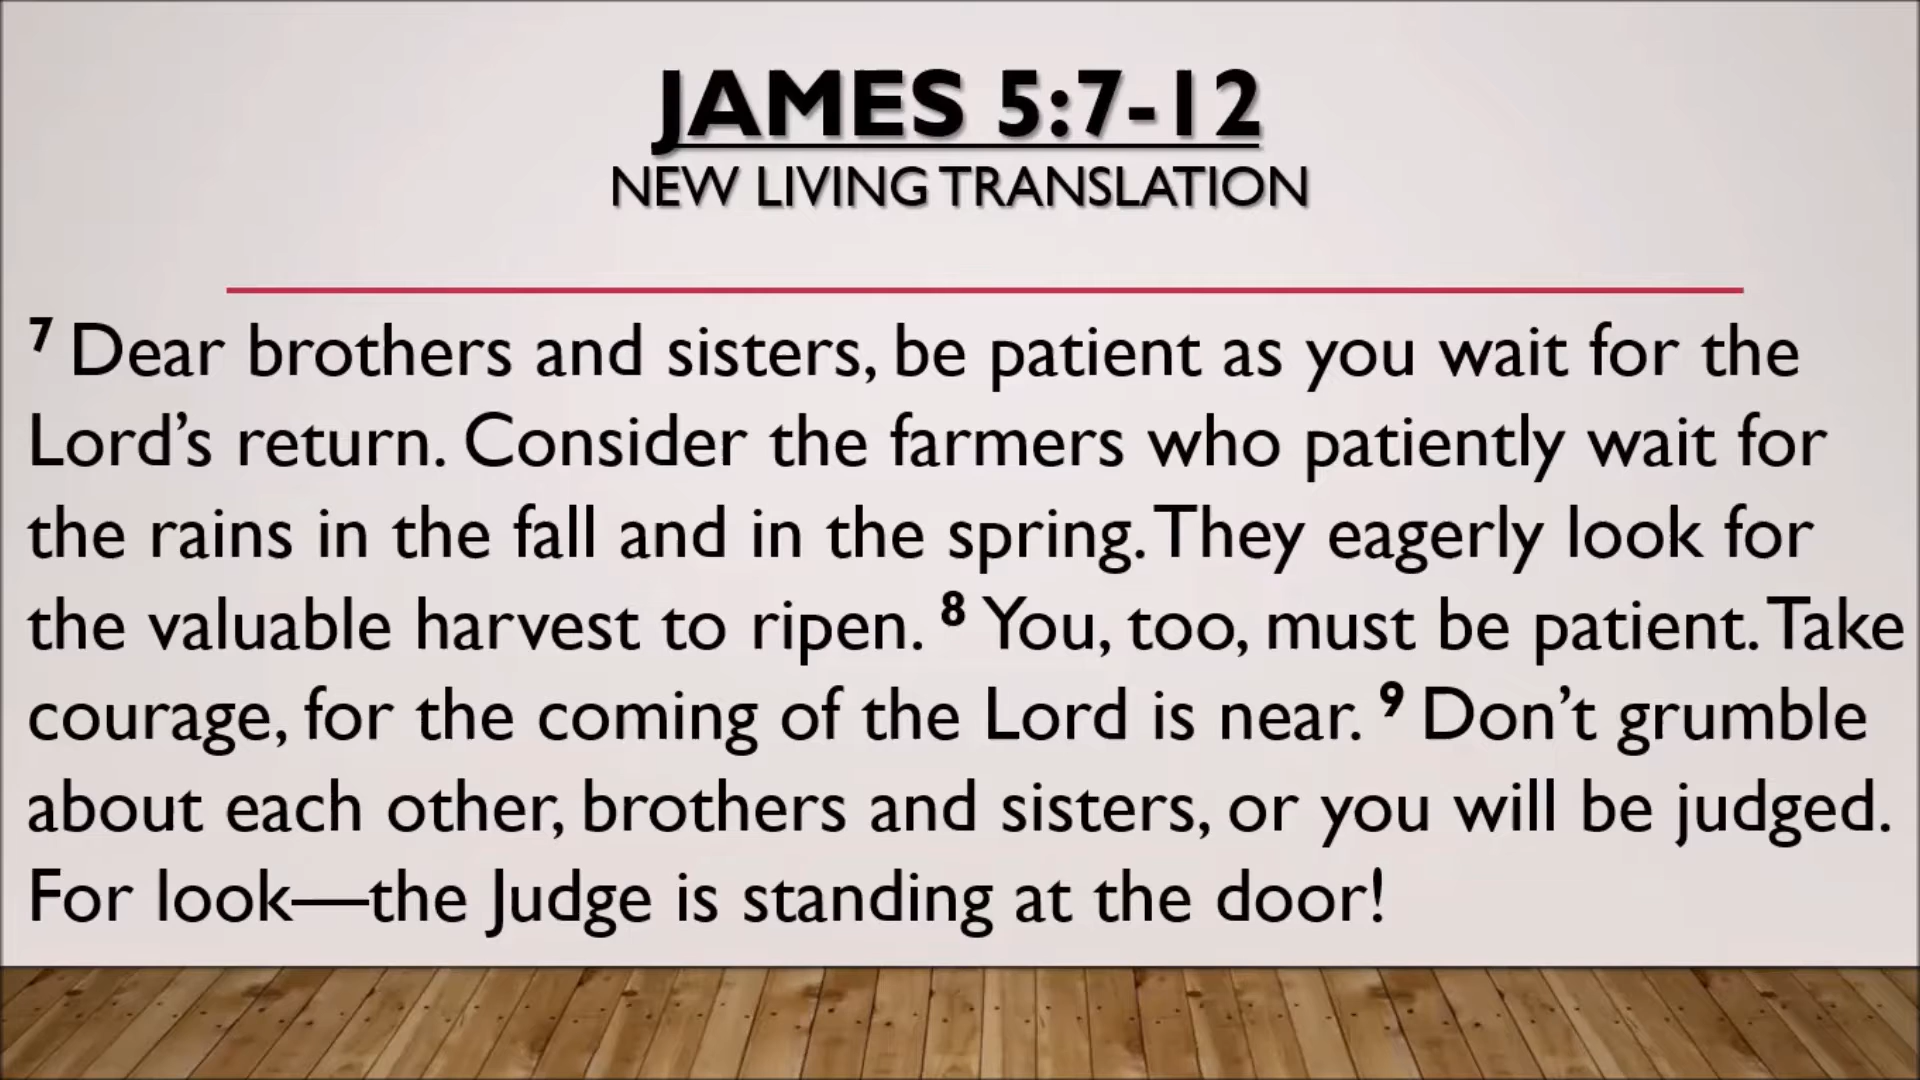 JAMES 5:7-12
NEW LIVING TRANSLATION
7 Dear brothers and sisters, be patient as you wait for the
Lord’s return. Consider the farmers who patiently wait for
the rains in the fall and in the spring. They eagerly look for
the valuable harvest to ripen. 8 You, too, must be patient. Take
courage, for the coming of the Lord is near. 9 Don’t grumble
about each other, brothers and sisters, or you will be judged.
For look—the Judge is standing at the door!